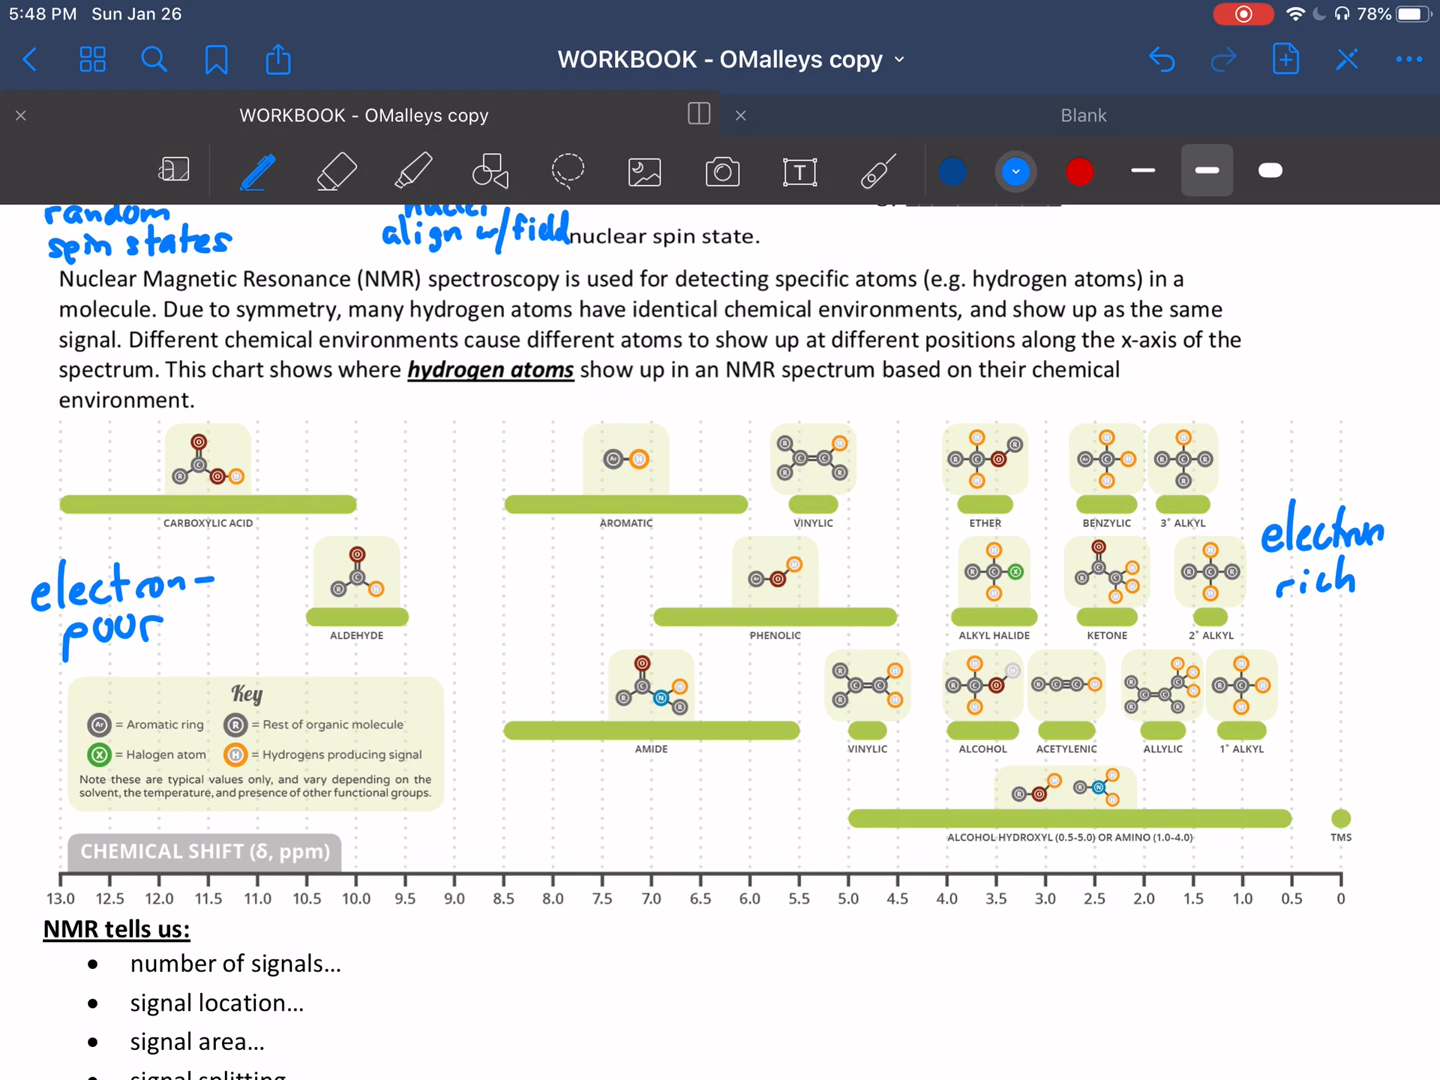 5:48 PM Sun Jan 26
78%
WORKBOOK - OMalleys copy
WORKBOOK - OMalleys copy
Blank
T
random
spin states
nuclei
align w/ field
nuclear spin state.
Nuclear Magnetic Resonance (NMR) spectroscopy is used for detecting specific atoms (e.g. hydrogen atoms) in a
molecule. Due to symmetry, many hydrogen atoms have identical chemical environments, and show up as the same
signal. Different chemical environments cause different atoms to show up at different positions along the x-axis of the
spectrum. This chart shows where hydrogen atoms show up in an NMR spectrum based on their chemical
environment.
CARBOXYLIC ACID
AROMATIC
VINYLIC
ETHER
BENZYLIC
3° ALKYL
electron-
poor
electron
rich
ALDEHYDE
PHENOLIC
ALKYL HALIDE
KETONE
2° ALKYL
Key
Ar = Aromatic ring
R = Rest of organic molecule
X = Halogen atom
H = Hydrogens producing signal
Note these are typical values only, and vary depending on the
solvent, the temperature, and presence of other functional groups.
AMIDE
VINYLIC
ALCOHOL
ACETYLENIC
ALLYLIC
1° ALKYL
ALCOHOL HYDROXYL (0.5-5.0) OR AMINO (1.0-4.0)
TMS
CHEMICAL SHIFT (δ, ppm)
13.0 12.5 12.0 11.5 11.0 10.5 10.0 9.5 9.0 8.5 8.0 7.5 7.0 6.5 6.0 5.5 5.0 4.5 4.0 3.5 3.0 2.5 2.0 1.5 1.0 0.5 0
NMR tells us:
• number of signals...
• signal location...
• signal area...
• signal splitting